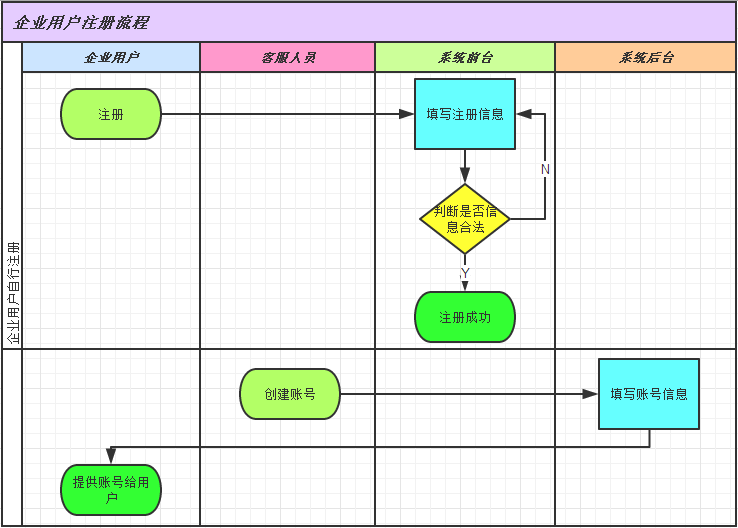 企业用户注册流程
企业用户
客服人员
系统前台
系统后台
企业用户自行注册
注册
填写注册信息
N
判断是否信
息合法
Y
注册成功
创建账号
填写账号信息
提供账号给用
户